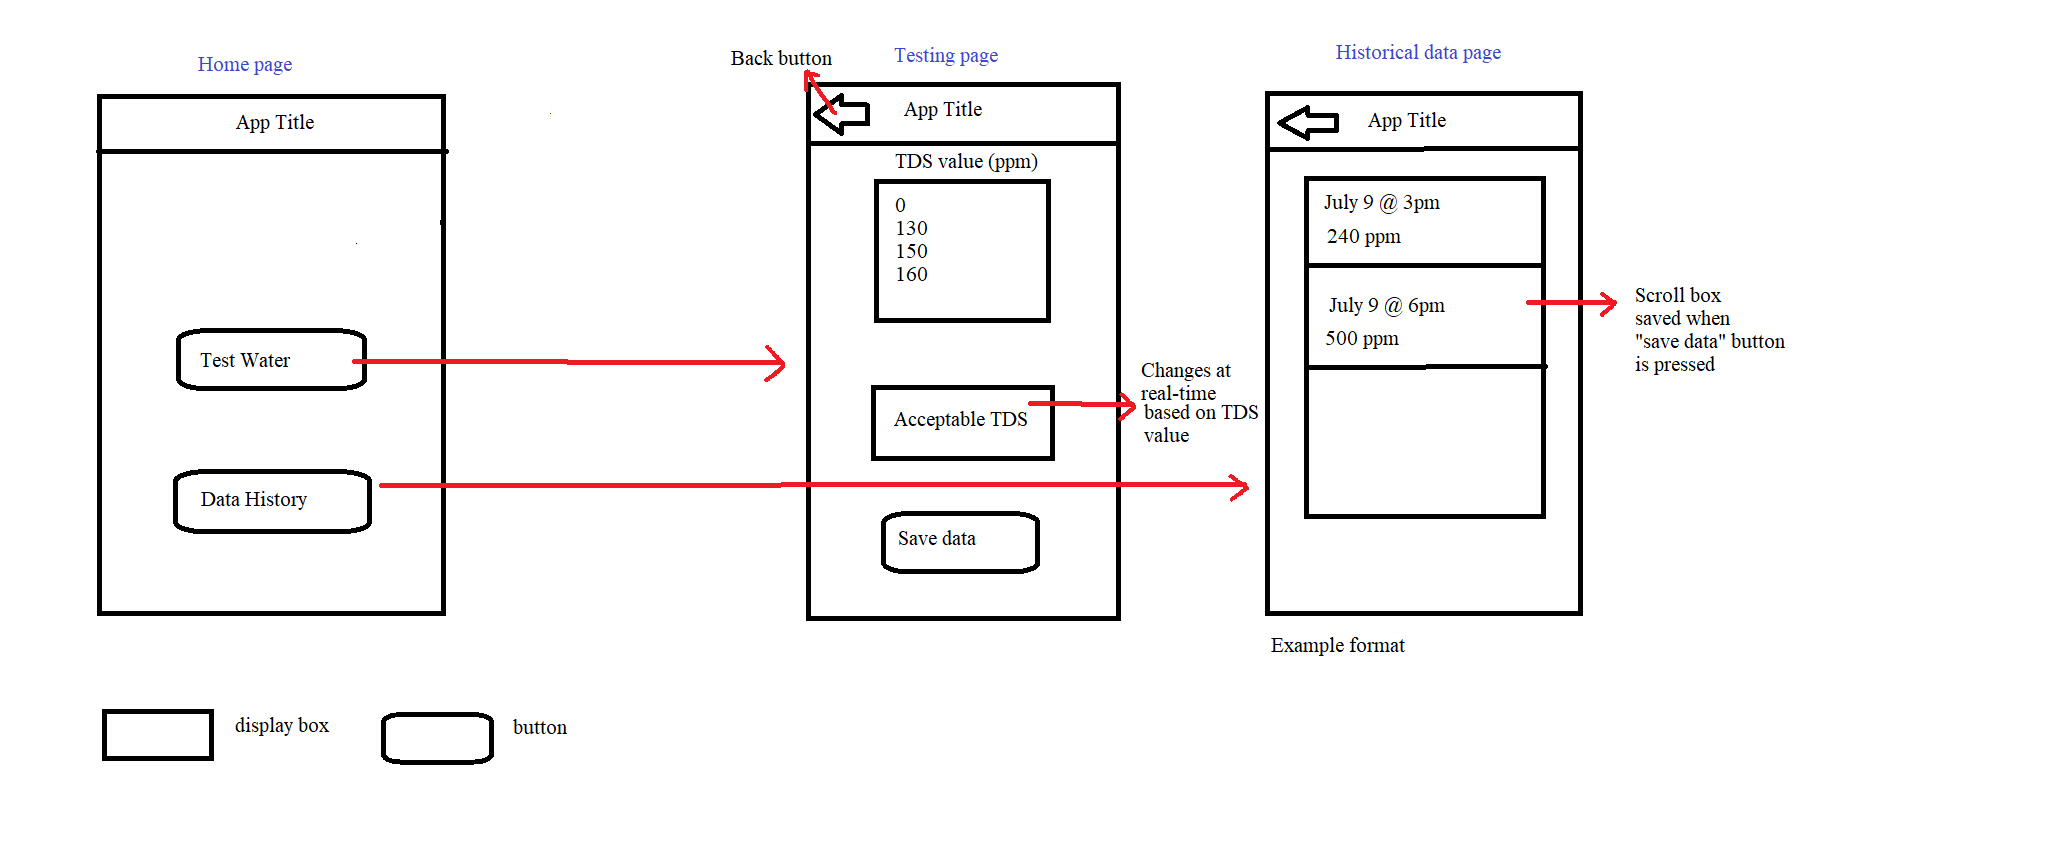 Home page
App Title
Test Water
Data History
Back button
Testing page
App Title
TDS value (ppm)
0
130
150
160
Acceptable TDS
Changes at
real-time
based on TDS
value
Save data
Historical data page
App Title
July 9 @ 3pm
240 ppm
July 9 @ 6pm
500 ppm
Scroll box
saved when
"save data" button
is pressed
Example format
display box
button